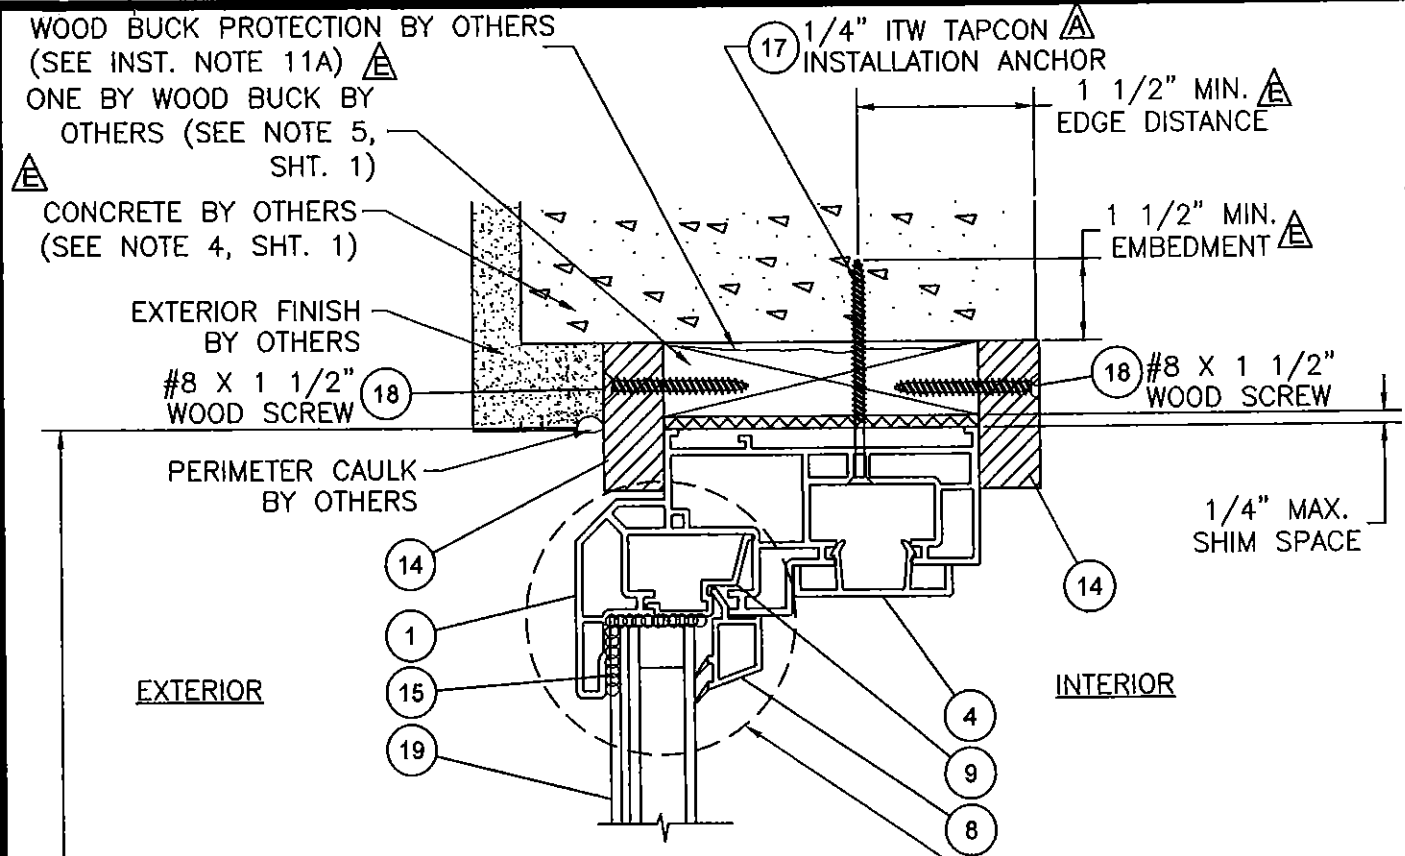 WOOD BUCK PROTECTION BY OTHERS
(SEE INST. NOTE 11A) E
ONE BY WOOD BUCK BY
OTHERS (SEE NOTE 5,
SHT. 1)
E
CONCRETE BY OTHERS
(SEE NOTE 4, SHT. 1)
EXTERIOR FINISH
BY OTHERS
#8 X 1 1/2"
WOOD SCREW
18
PERIMETER CAULK
BY OTHERS
14
1
15
19
EXTERIOR
17
1/4" ITW TAPCON A
INSTALLATION ANCHOR
1 1/2" MIN. E
EDGE DISTANCE
1 1/2" MIN.
EMBEDMENT E
18
#8 X 1 1/2"
WOOD SCREW
1/4" MAX.
SHIM SPACE
14
INTERIOR
4
9
8